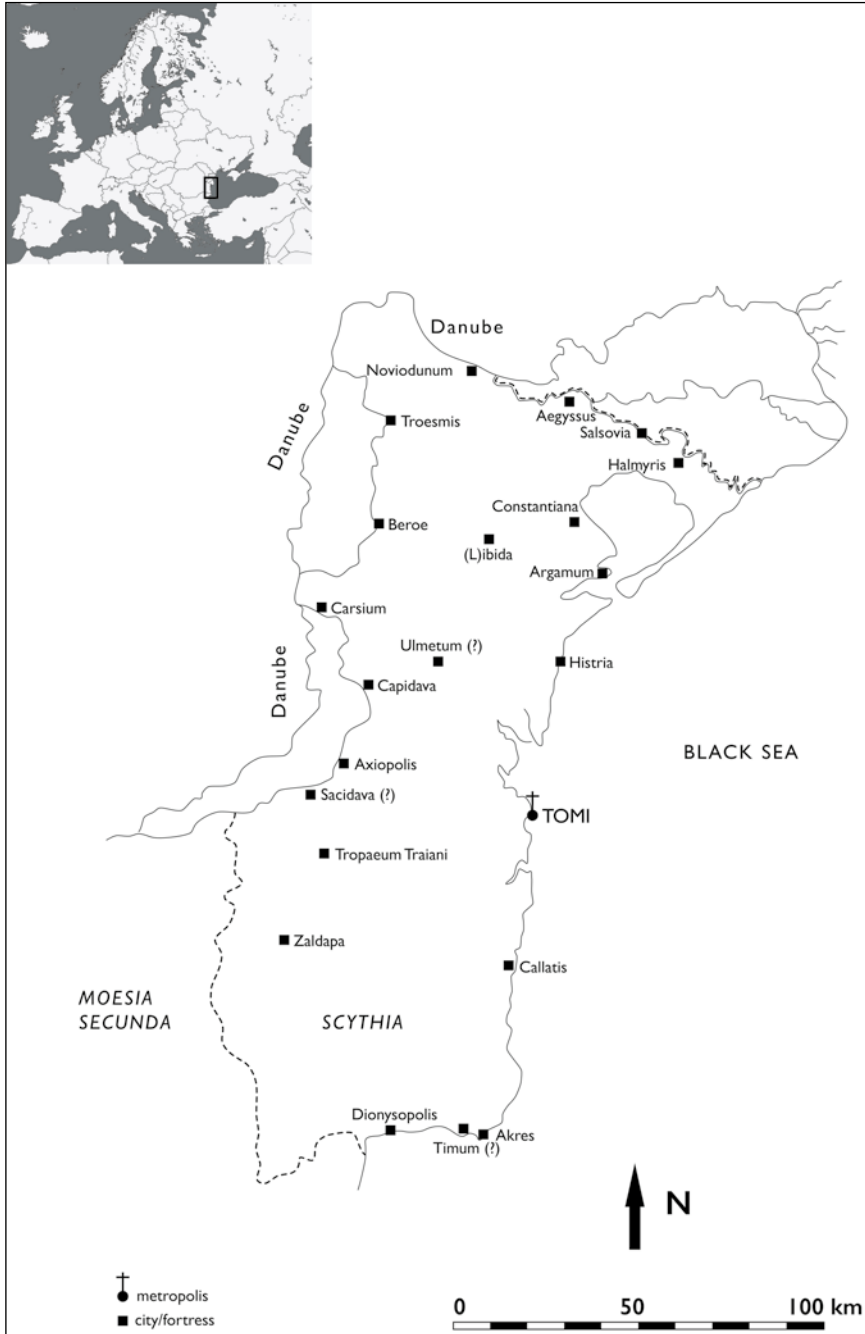 Danube
Noviodunum
Danube
Aegyssus
Troesmis
Salsovia
Halmyris
Constantiana
Beroe
(L)ibida
Argamum
Carsium
Danube
Ulmetum (?)
Histria
Capidava
BLACK SEA
Axiopolis
Sacidava (?)
TOMI
Tropaeum Traiani
Zaldapa
Callatis
MOESIA
SECUNDA
SCYTHIA
Dionysopolis
Akres
Timum (?)
N
metropolis
city/fortress
0 50 100 km